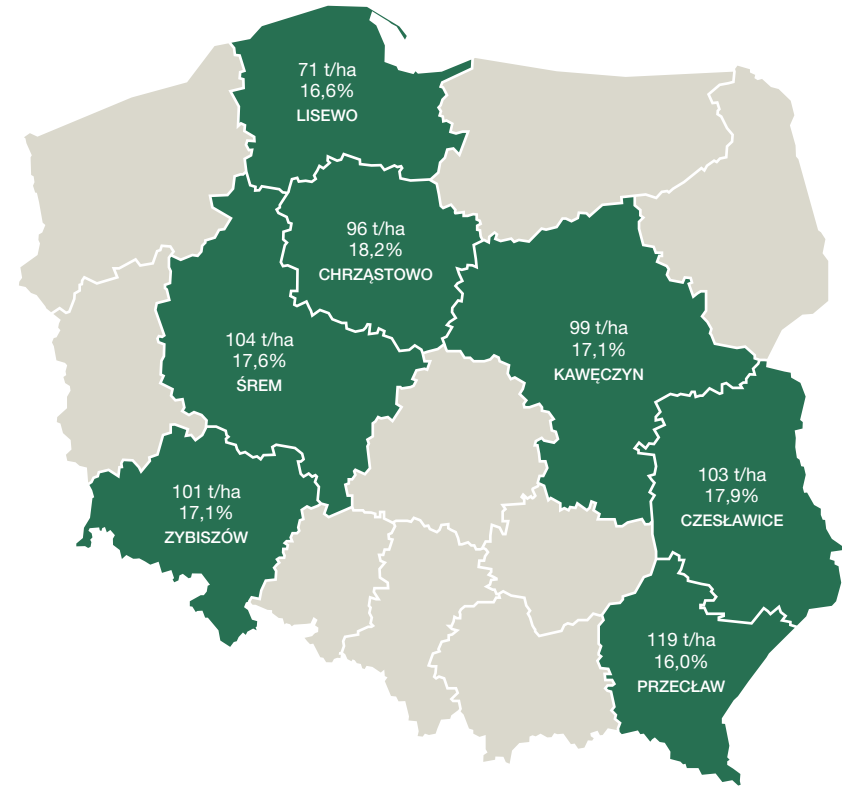 71 t/ha
16,6%
LISEWO
96 t/ha
18,2%
CHRZĄSTOWO
104 t/ha
17,6%
ŚREM
99 t/ha
17,1%
KAWĘCZYN
101 t/ha
17,1%
ZYBISZÓW
103 t/ha
17,9%
CZESŁAWICE
119 t/ha
16,0%
PRZECŁAW